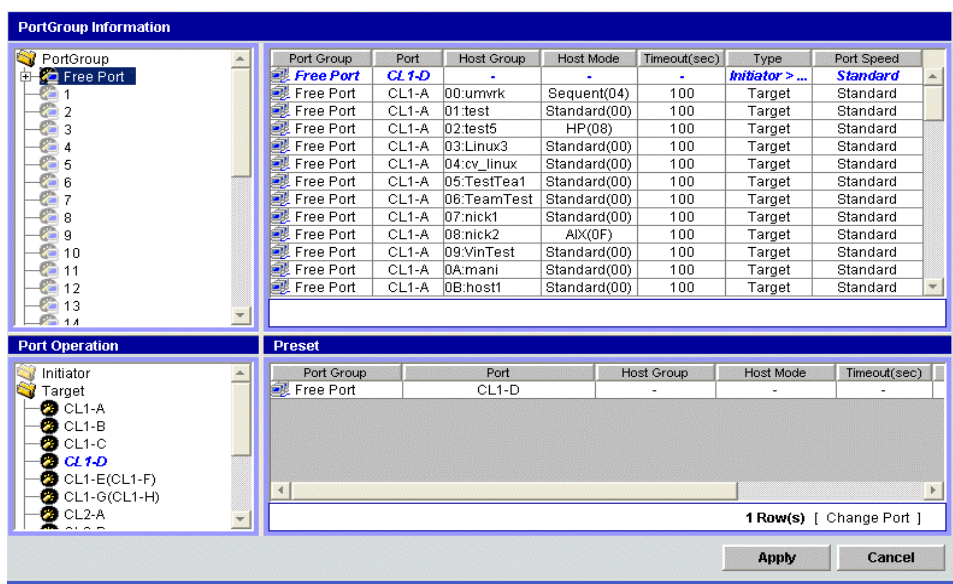 PortGroup Information
PortGroup
Free Port
1
2
3
4
5
6
7
8
9
10
11
12
13
14
Port Group Port Host Group Host Mode Timeout(sec) Type Port Speed
Free Port CL1-D - - - Initiator > ... Standard
Free Port CL1-A 00:umvrk Sequent(04) 100 Target Standard
Free Port CL1-A 01:test Standard(00) 100 Target Standard
Free Port CL1-A 02:test5 HP(08) 100 Target Standard
Free Port CL1-A 03:Linux3 Standard(00) 100 Target Standard
Free Port CL1-A 04:cv_linux Standard(00) 100 Target Standard
Free Port CL1-A 05:TestTea1 Standard(00) 100 Target Standard
Free Port CL1-A 06:TeamTest Standard(00) 100 Target Standard
Free Port CL1-A 07:nick1 Standard(00) 100 Target Standard
Free Port CL1-A 08:nick2 AIX(0F) 100 Target Standard
Free Port CL1-A 09:VinTest Standard(00) 100 Target Standard
Free Port CL1-A 0A:mani Standard(00) 100 Target Standard
Free Port CL1-A 0B:host1 Standard(00) 100 Target Standard
Port Operation
Initiator
Target
CL1-A
CL1-B
CL1-C
CL1-D
CL1-E(CL1-F)
CL1-G(CL1-H)
CL2-A
Preset
Port Group Port Host Group Host Mode Timeout(sec)
Free Port CL1-D - - -
1 Row(s) [ Change Port ]
Apply Cancel